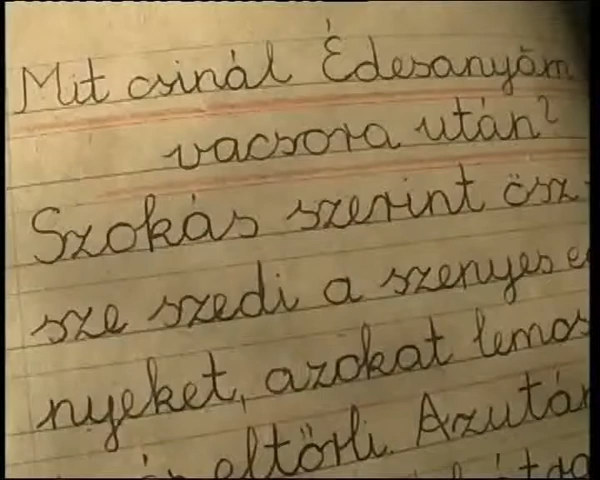 Mit csinál Édesanyám
vacsora után?
Szokás szerint ösz-
sze szedi a szenyes e
nyeket, azokat lemos
eltörli. Azután